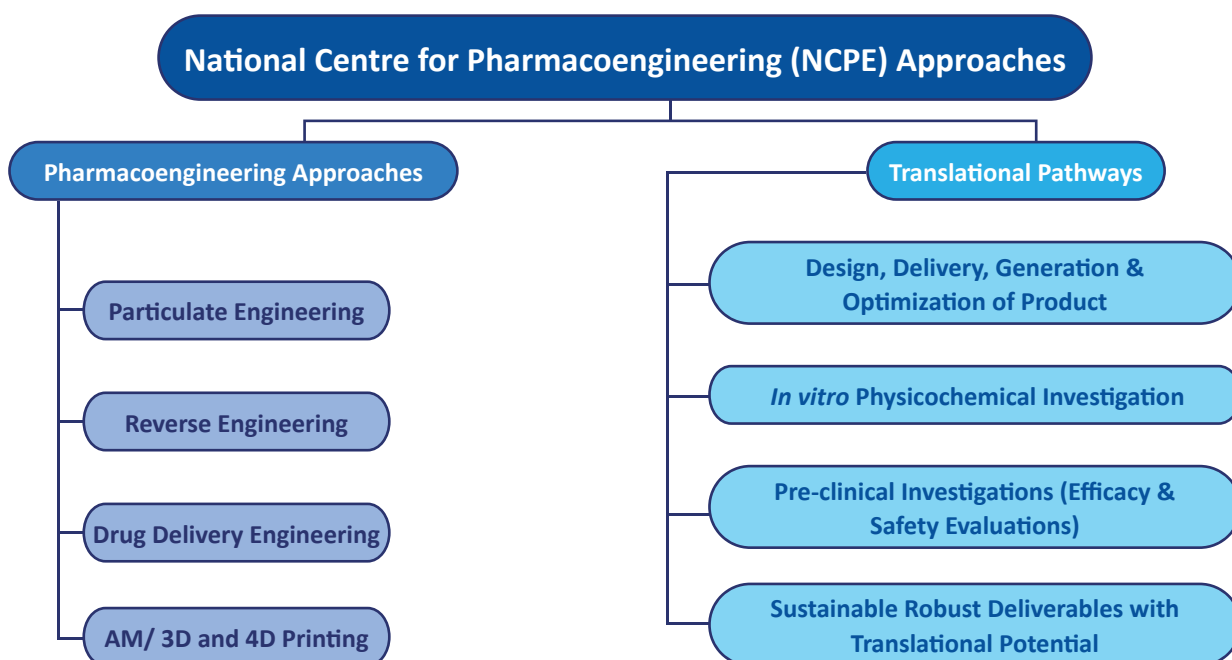 National Centre for Pharmacoengineering (NCPE) Approaches
Pharmacoengineering Approaches
Particulate Engineering
Reverse Engineering
Drug Delivery Engineering
AM/ 3D and 4D Printing
Translational Pathways
Design, Delivery, Generation &
Optimization of Product
In vitro Physicochemical Investigation
Pre-clinical Investigations (Efficacy &
Safety Evaluations)
Sustainable Robust Deliverables with
Translational Potential